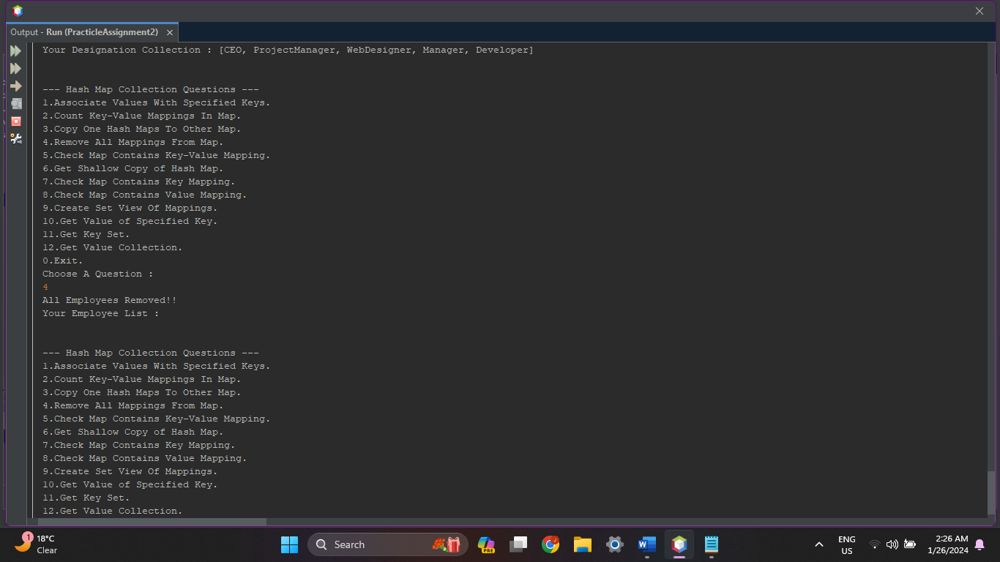 Output - Run (PracticleAssignment2)
Your Designation Collection : [CEO, ProjectManager, WebDesigner, Manager, Developer]
--- Hash Map Collection Questions ---
1.Associate Values With Specified Keys.
2.Count Key-Value Mappings In Map.
3.Copy One Hash Maps To Other Map.
4.Remove All Mappings From Map.
5.Check Map Contains Key-Value Mapping.
6.Get Shallow Copy of Hash Map.
7.Check Map Contains Key Mapping.
8.Check Map Contains Value Mapping.
9.Create Set View Of Mappings.
10.Get Value of Specified Key.
11.Get Key Set.
12.Get Value Collection.
0.Exit.
Choose A Question :
4
All Employees Removed!!
Your Employee List :
--- Hash Map Collection Questions ---
1.Associate Values With Specified Keys.
2.Count Key-Value Mappings In Map.
3.Copy One Hash Maps To Other Map.
4.Remove All Mappings From Map.
5.Check Map Contains Key-Value Mapping.
6.Get Shallow Copy of Hash Map.
7.Check Map Contains Key Mapping.
8.Check Map Contains Value Mapping.
9.Create Set View Of Mappings.
10.Get Value of Specified Key.
11.Get Key Set.
12.Get Value Collection.
1
18°C
Clear
Search
PRE
W
ENG
US
2:26 AM
1/26/2024